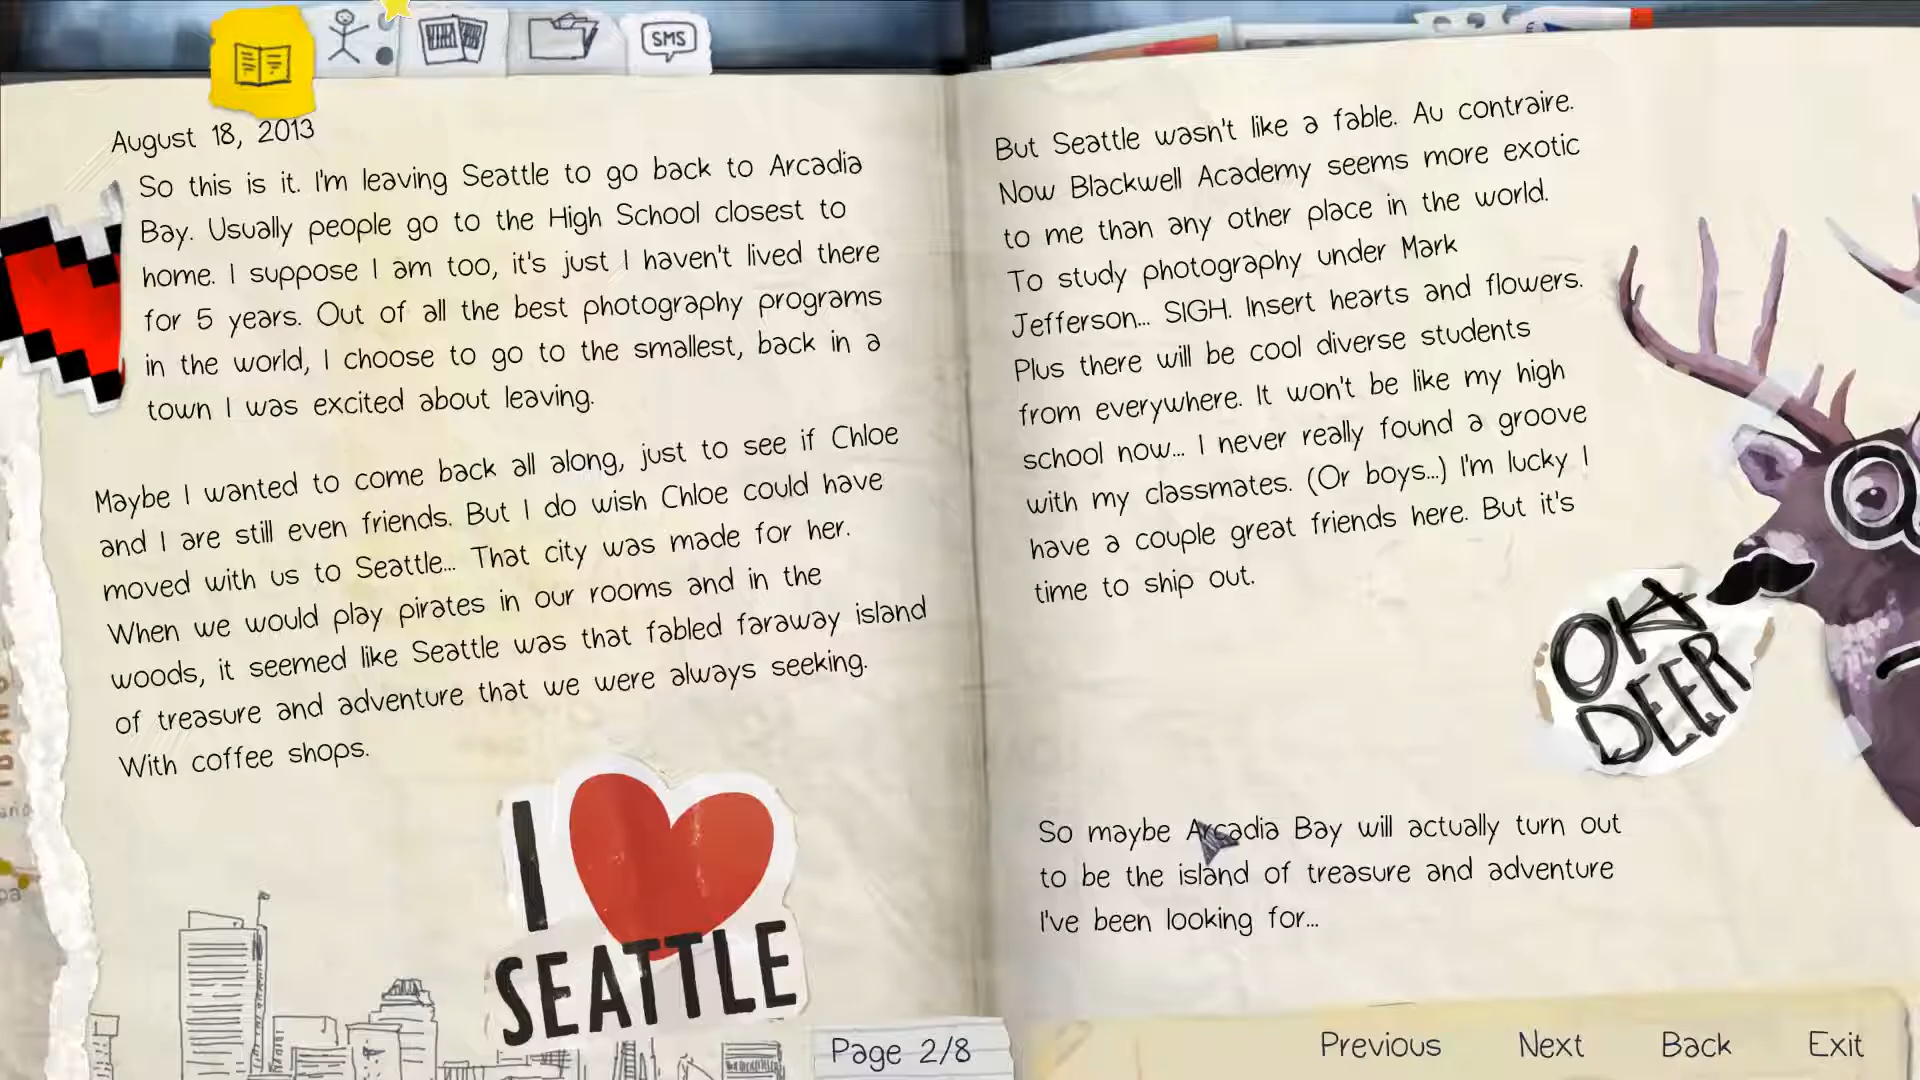 SMS
August 18, 2013
So this is it. I'm leaving Seattle to go back to Arcadia
Bay. Usually people go to the High School closest to
home. I suppose I am too, it's just I haven't lived there
for 5 years. Out of all the best photography programs
in the world, I choose to go to the smallest, back in a
town I was excited about leaving.
Maybe I wanted to come back all along, just to see if Chloe
and I are still even friends. But I do wish Chloe could have
moved with us to Seattle... That city was made for her.
When we would play pirates in our rooms and in the
woods, it seemed like Seattle was that fabled faraway island
of treasure and adventure that we were always seeking.
With coffee shops.
I
SEATTLE
Page 2/8
But Seattle wasn't like a fable. Au contraire.
Now Blackwell Academy seems more exotic
to me than any other place in the world.
To study photography under Mark
Jefferson... SIGH. Insert hearts and flowers.
Plus there will be cool diverse students
from everywhere. It won't be like my high
school now... I never really found a groove
with my classmates. (Or boys...) I'm lucky I
have a couple great friends here. But it's
time to ship out.
OH
DEER
So maybe Arcadia Bay will actually turn out
to be the island of treasure and adventure
I've been looking for...
Previous Next Back Exit